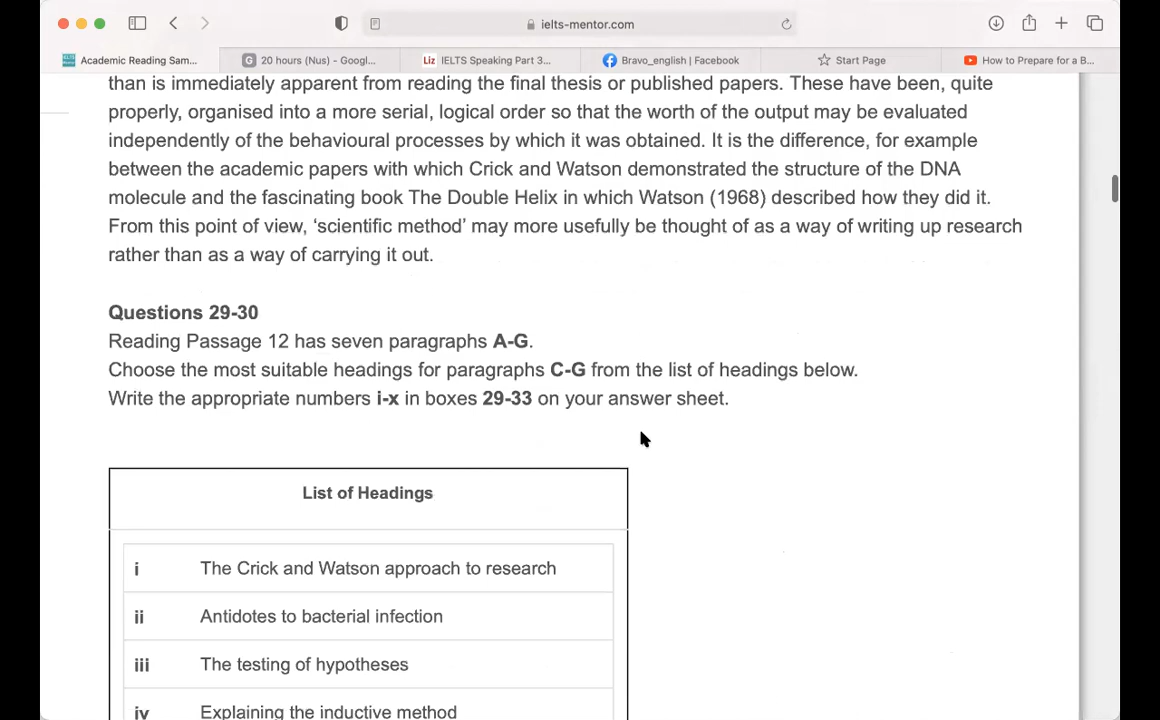 ielts-mentor.com
Academic Reading Sam...
G 20 hours (Nus) - Googl...
Liz IELTS Speaking Part 3...
Bravo_english | Facebook
Start Page
How to Prepare for a B...
than is immediately apparent from reading the final thesis or published papers. These have been, quite
properly, organised into a more serial, logical order so that the worth of the output may be evaluated
independently of the behavioural processes by which it was obtained. It is the difference, for example
between the academic papers with which Crick and Watson demonstrated the structure of the DNA
molecule and the fascinating book The Double Helix in which Watson (1968) described how they did it.
From this point of view, ‘scientific method’ may more usefully be thought of as a way of writing up research
rather than as a way of carrying it out.
Questions 29-30
Reading Passage 12 has seven paragraphs A-G.
Choose the most suitable headings for paragraphs C-G from the list of headings below.
Write the appropriate numbers i-x in boxes 29-33 on your answer sheet.
List of Headings
i The Crick and Watson approach to research
ii Antidotes to bacterial infection
iii The testing of hypotheses
iv Explaining the inductive method